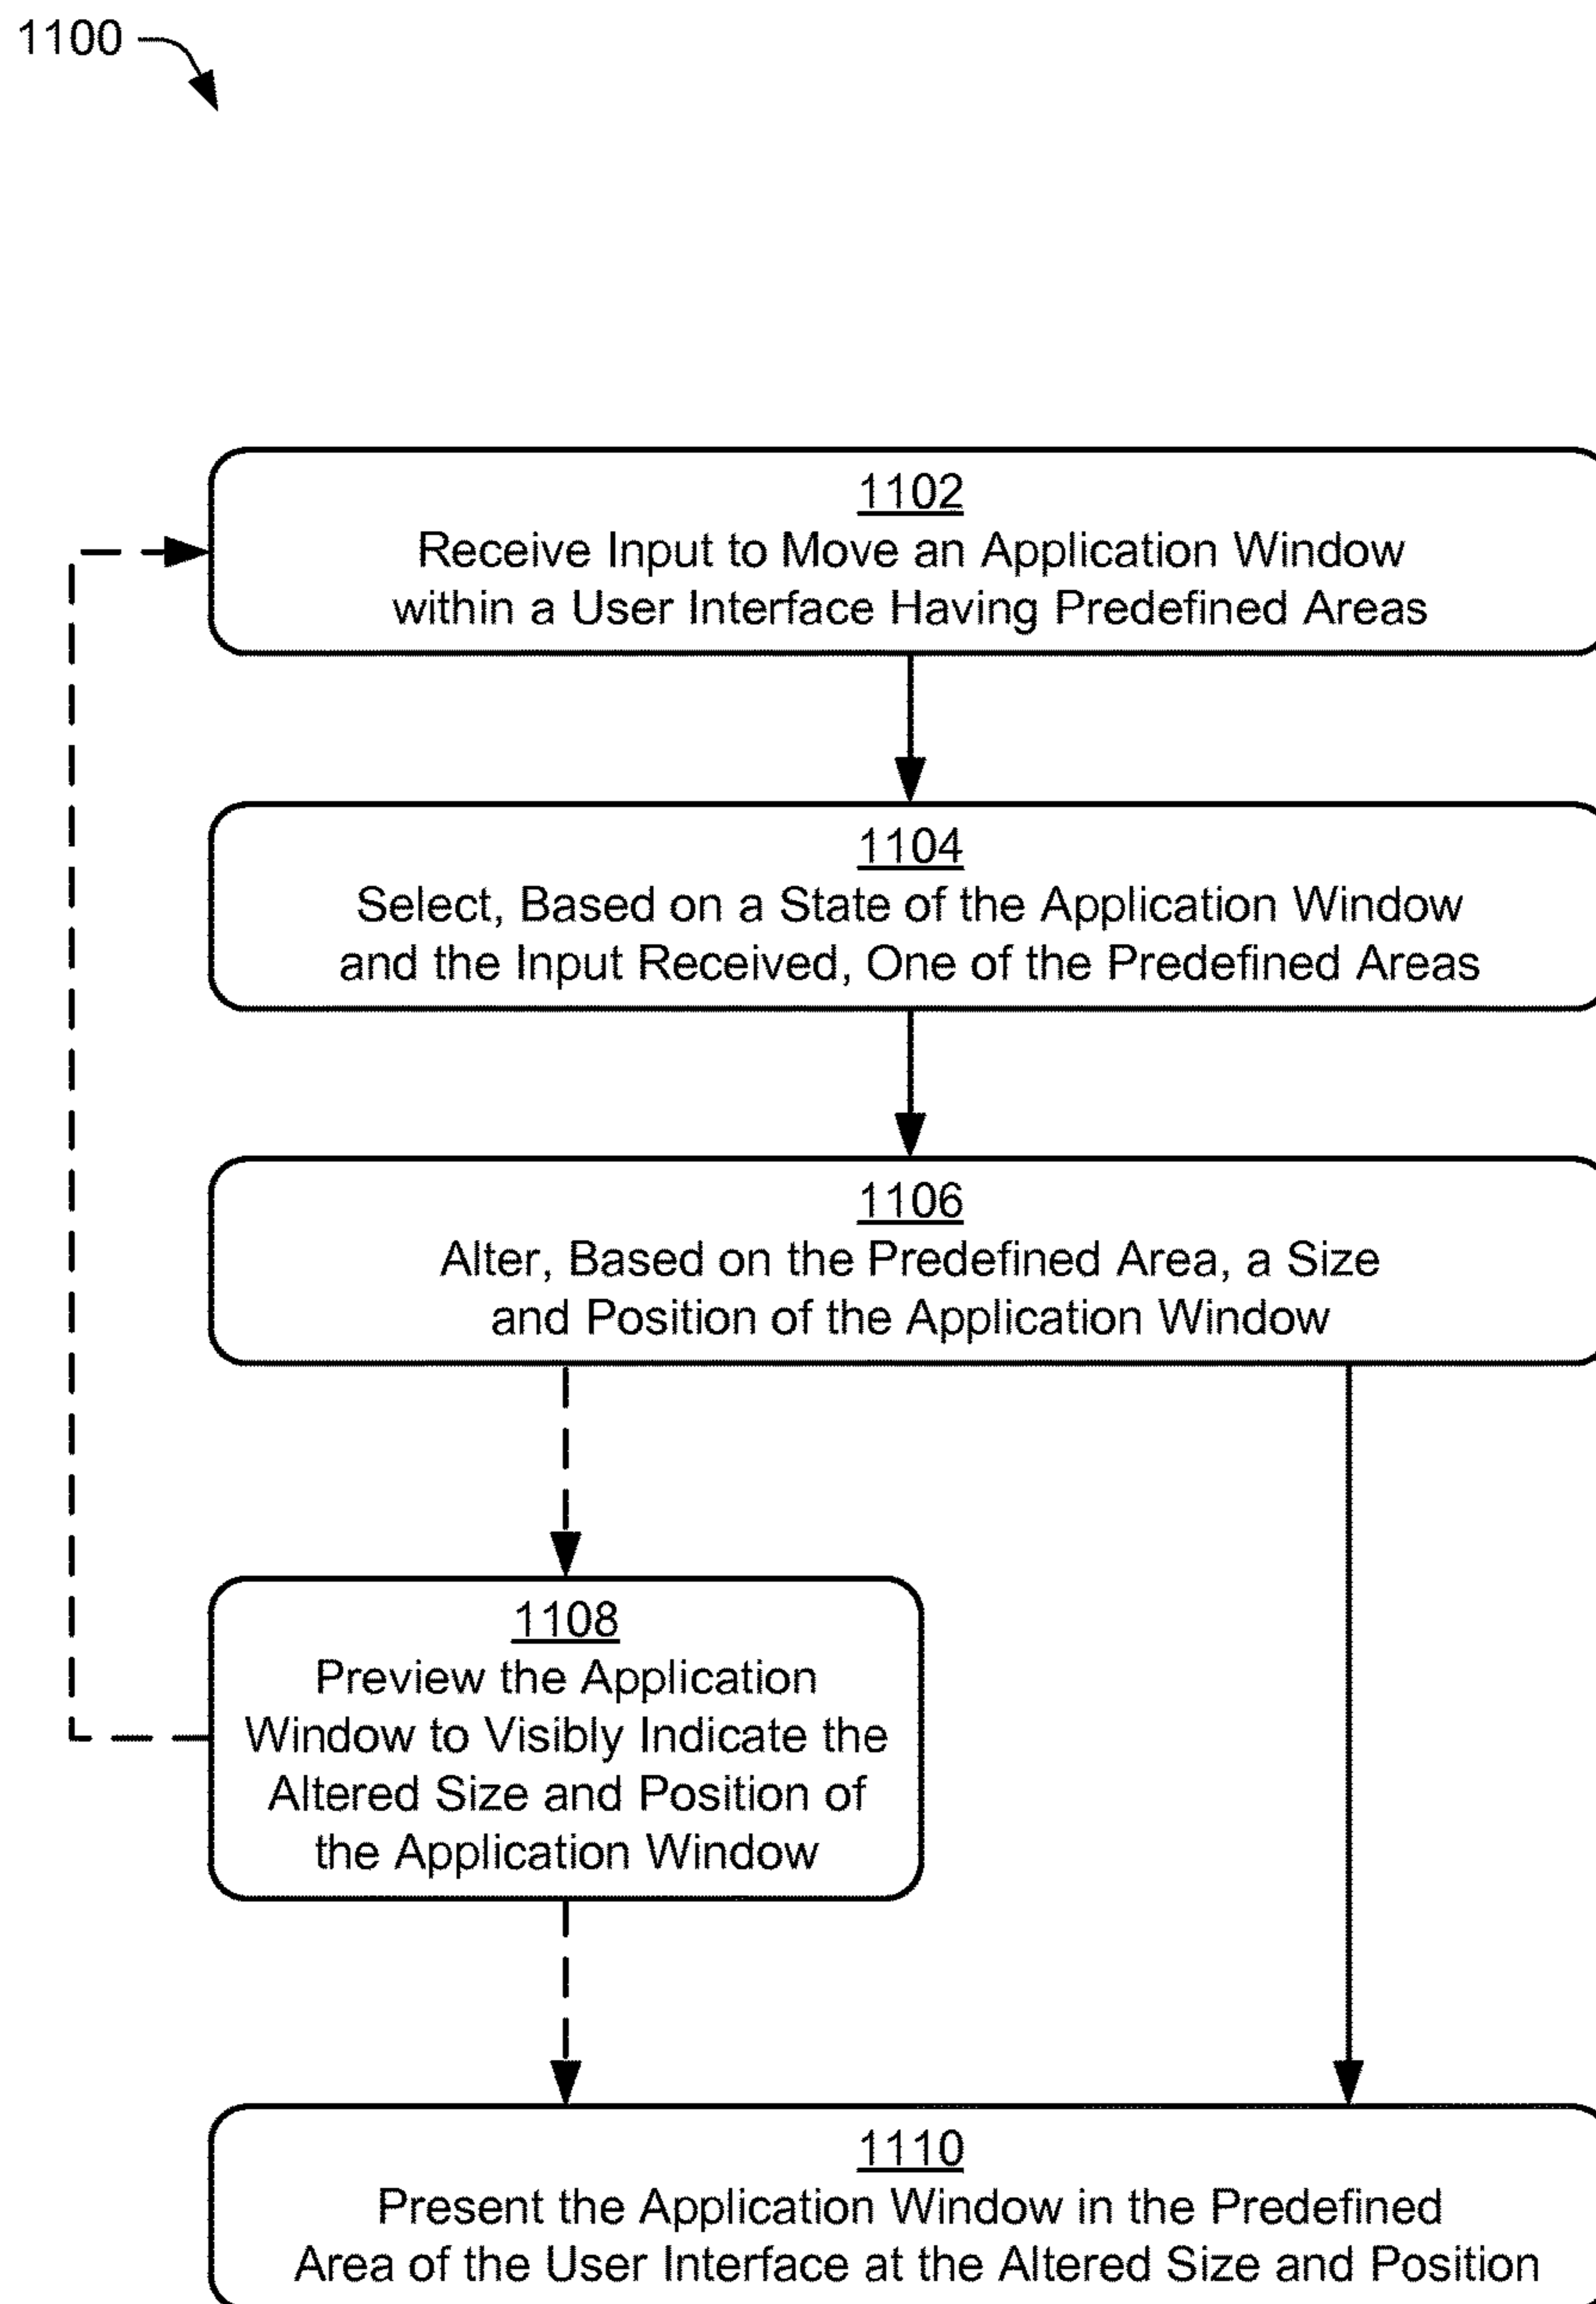 1100
1102
Receive Input to Move an Application Window
within a User Interface Having Predefined Areas
1104
Select, Based on a State of the Application Window
and the Input Received, One of the Predefined Areas
1106
Alter, Based on the Predefined Area, a Size
and Position of the Application Window
1108
Preview the Application
Window to Visibly Indicate the
Altered Size and Position of
the Application Window
1110
Present the Application Window in the Predefined
Area of the User Interface at the Altered Size and Position